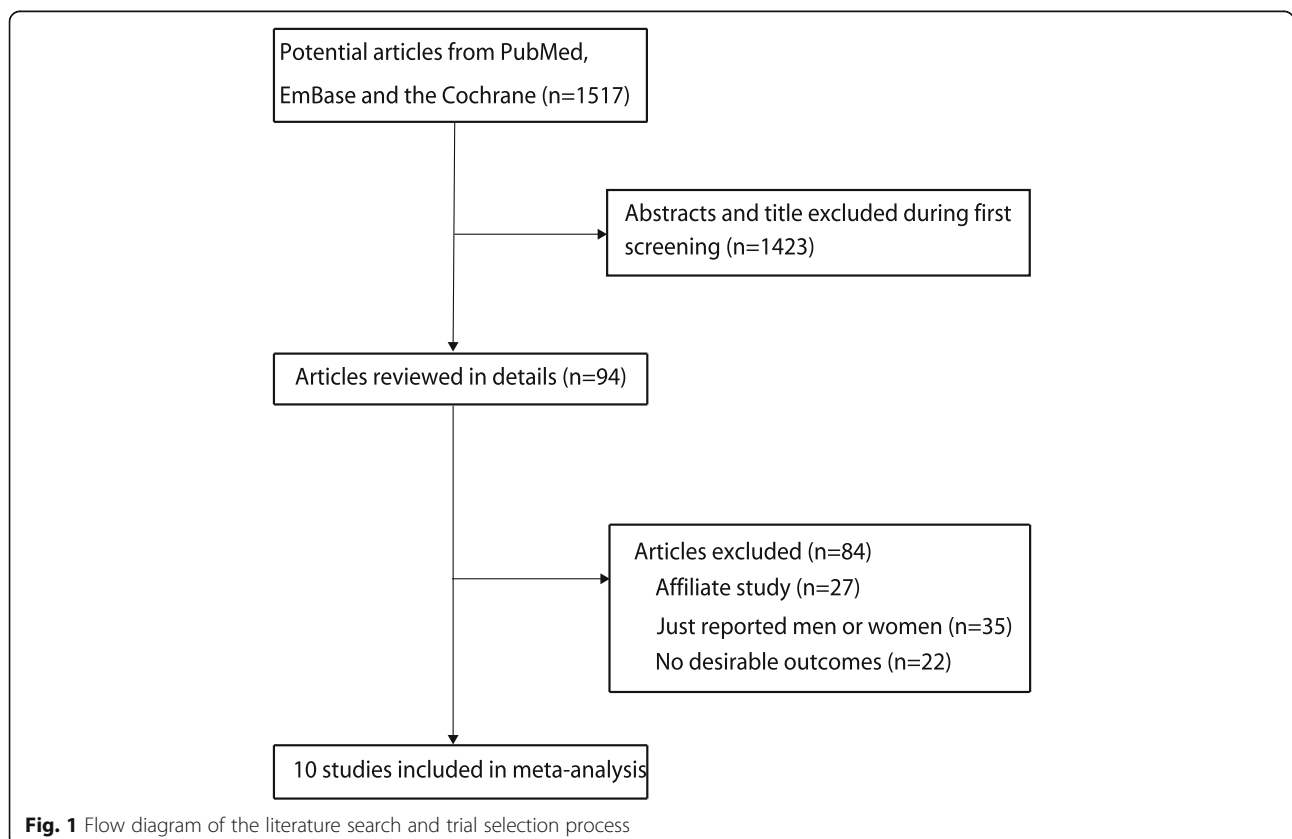 Potential articles from PubMed,
EmBase and the Cochrane (n=1517)
Abstracts and title excluded during first
screening (n=1423)
Articles reviewed in details (n=94)
Articles excluded (n=84)
Affiliate study (n=27)
Just reported men or women (n=35)
No desirable outcomes (n=22)
10 studies included in meta-analysis
Fig. 1 Flow diagram of the literature search and trial selection process